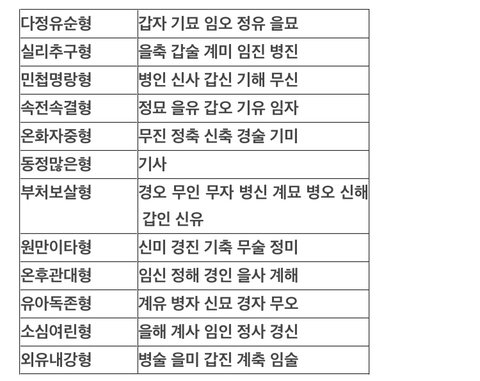 다정유순형 갑자 기묘 임오 정유 을묘
실리추구형 을축 갑술 계미 임진 병진
민첩명랑형 병인 신사 갑신 기해 무신
속전속결형 정묘 을유 갑오 기유 임자
온화자중형 무진 정축 신축 경술 기미
동정많은형 기사
부처보살형 경오 무인 무자 병신 계묘 병오 신해
갑인 신유
원만이타형 신미 경진 기축 무술 정미
온후관대형 임신 정해 경인 을사 계해
유아독존형 계유 병자 신묘 경자 무오
소심여린형 을해 계사 임인 정사 경신
외유내강형 병술 을미 갑진 계축 임술